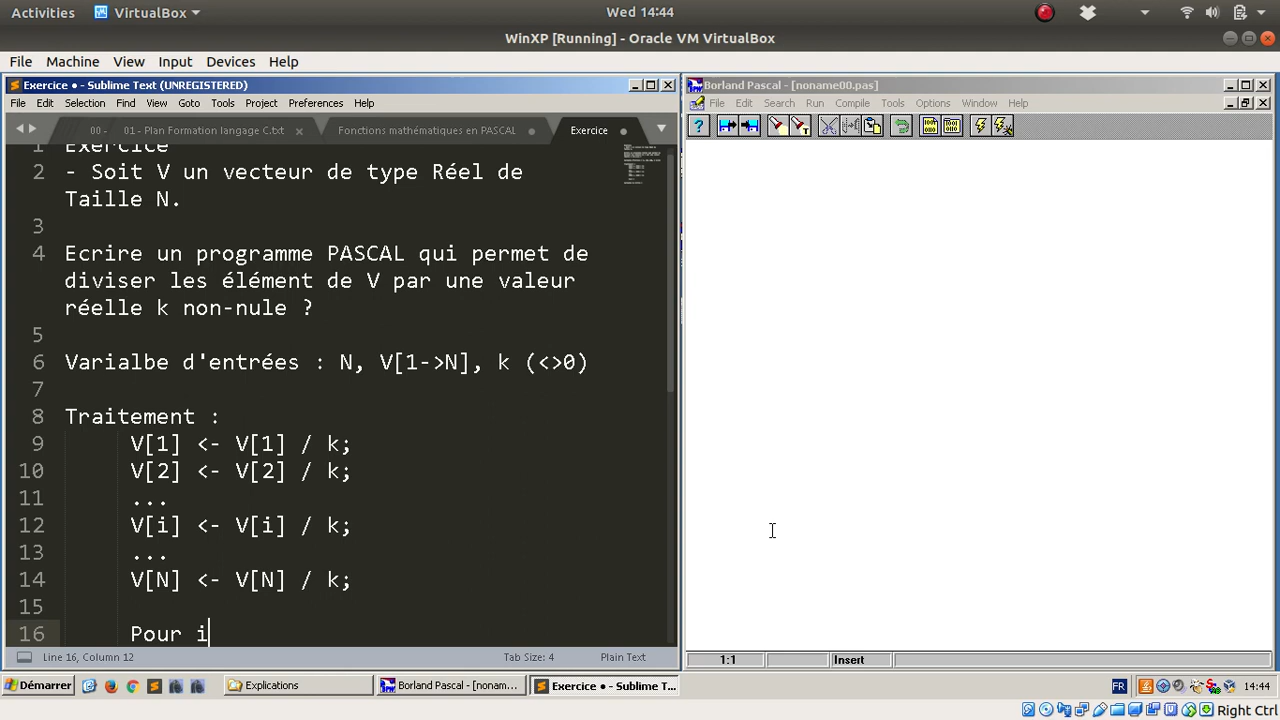 Activities VirtualBox Wed 14:44
WinXP [Running] - Oracle VM VirtualBox
File Machine View Input Devices Help
Exercice • - Sublime Text (UNREGISTERED)
File Edit Selection Find View Goto Tools Project Preferences Help
00 - 01- Plan Formation langage C.txt Fonctions mathématiques en PASCAL Exercice
1 Exercice
2 - Soit V un vecteur de type Réel de
Taille N.
3
4 Ecrire un programme PASCAL qui permet de
diviser les élément de V par une valeur
réelle k non-nule ?
5
6 Varialbe d'entrées : N, V[1->N], k (<>0)
7
8 Traitement :
9 V[1] <- V[1] / k;
10 V[2] <- V[2] / k;
11 ...
12 V[i] <- V[i] / k;
13 ...
14 V[N] <- V[N] / k;
15
16 Pour i
Line 16, Column 12 Tab Size: 4 Plain Text
Borland Pascal - [noname00.pas]
File Edit Search Run Compile Tools Options Window Help
1:1 Insert
Démarrer Explications Borland Pascal - [nonam... Exercice • - Sublime T... FR 14:44
Right Ctrl